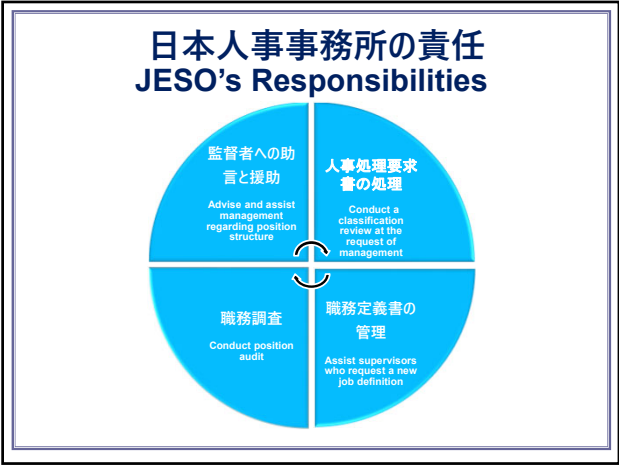 日本人事事務所の責任
JESO's Responsibilities
監督者への助
言と援助
Advise and assist
management
regarding position
structure
人事処理要求
書の処理
Conduct a
classification
review at the
request of
management
職務調査
Conduct position
audit
職務定義書の
管理
Assist supervisors
who request a new
job definition